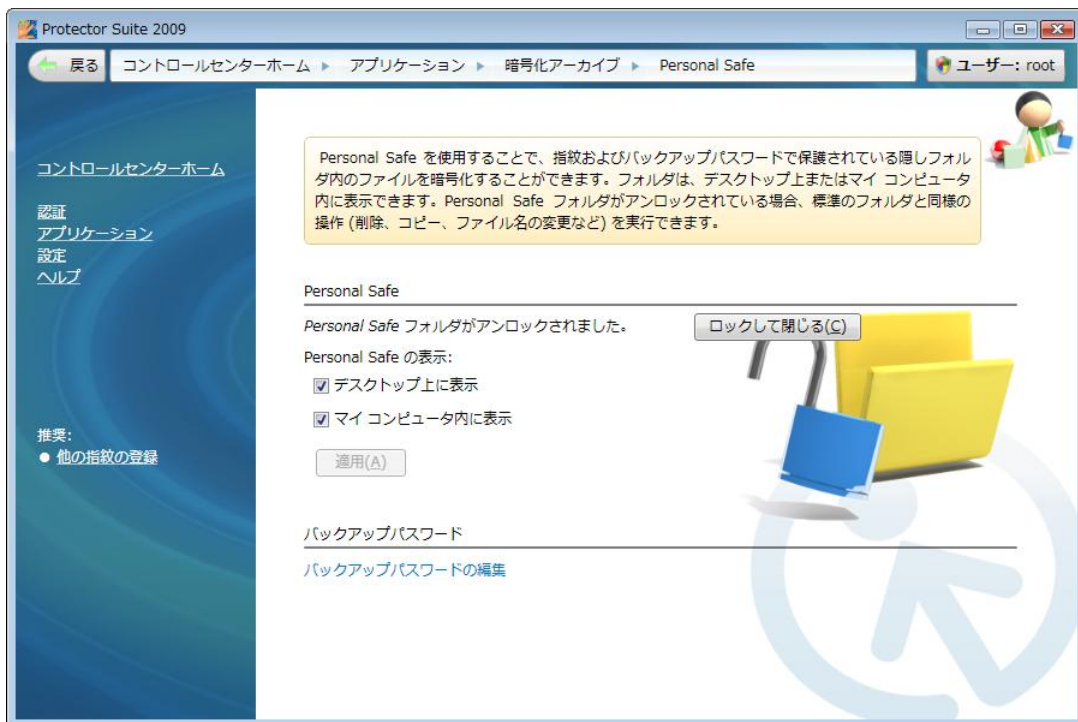 Protector Suite 2009
戻る コントロールセンターホーム アプリケーション 暗号化アーカイブ Personal Safe ユーザー: root
コントロールセンターホーム
認証
アプリケーション
設定
ヘルプ
推奨:
他の指紋の登録
Personal Safe を使用することで、指紋およびバックアップパスワードで保護されている隠しフォル
ダ内のファイルを暗号化することができます。フォルダは、デスクトップ上またはマイ コンピュータ
内に表示できます。Personal Safe フォルダがアンロックされている場合、標準のフォルダと同様の
操作 (削除、コピー、ファイル名の変更など) を実行できます。
Personal Safe
Personal Safe フォルダがアンロックされました。 ロックして閉じる(C)
Personal Safe の表示:
デスクトップ上に表示
マイ コンピュータ内に表示
適用(A)
バックアップパスワード
バックアップパスワードの編集